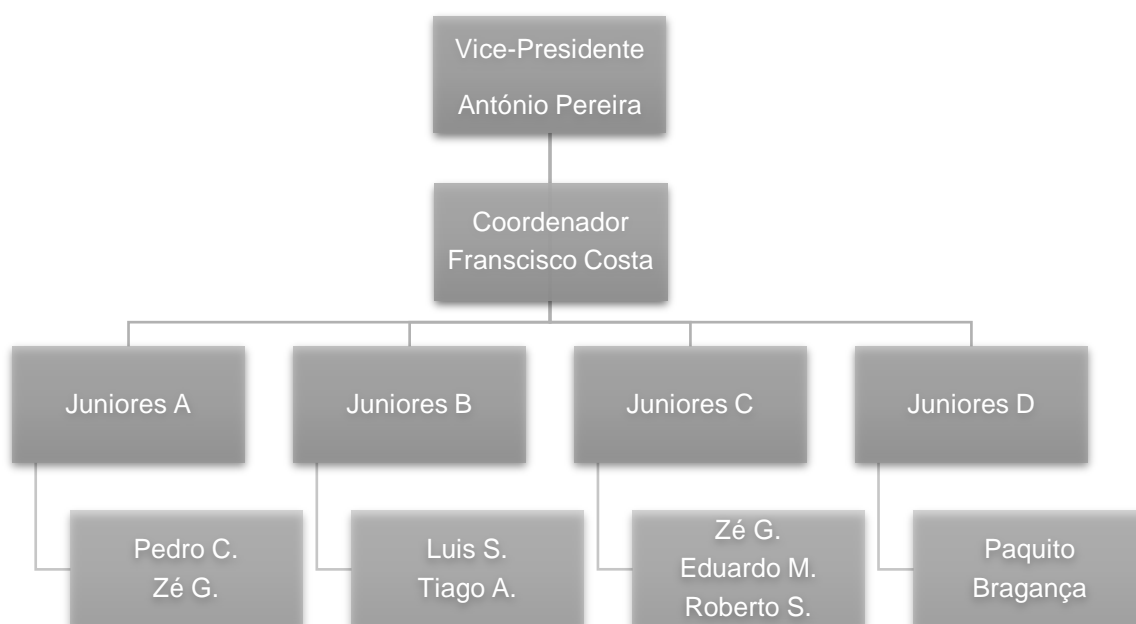 Vice-Presidente
António Pereira
Coordenador
Franscisco Costa
Juniores A
Juniores B
Juniores C
Juniores D
Pedro C.
Zé G.
Luis S.
Tiago A.
Zé G.
Eduardo M.
Roberto S.
Paquito
Bragança